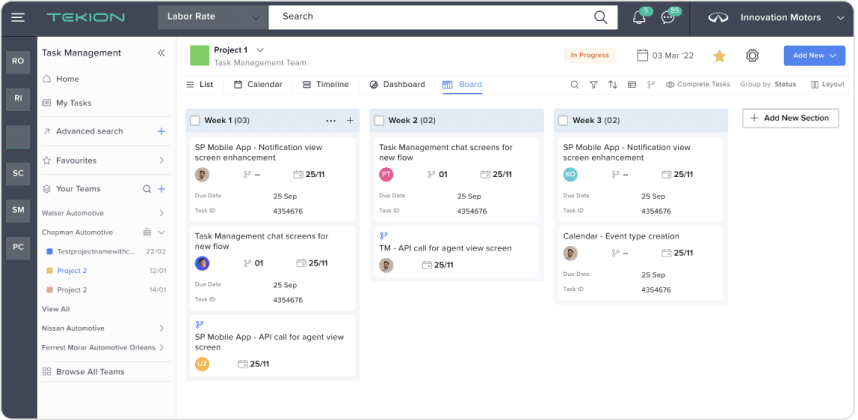 TEKION
Labor Rate
Search
5
85
Innovation Motors
RO
RI
SC
SM
PC
Task Management
Home
My Tasks
Advanced search
Favourites
Your Teams
Walser Automotive
Chapman Automotive
Testprojectnamewithc... 22/02
Project 2 12/01
Project 2 14/01
View All
Nissan Automotive
Forrest Morar Automotive Orleans
Browse All Teams
Project 1
Task Management Team
In Progress
03 Mar '22
Add New
List
Calendar
Timeline
Dashboard
Board
Complete Tasks
Group by: Status
Layout
Week 1 (03)
SP Mobile App - Notification view
screen enhancement
-- 25/11
Due Date 25 Sep
Task ID 4354676
Task Management chat screens for
new flow
01 25/11
Due Date 25 Sep
Task ID 4354676
SP Mobile App - API call for agent view
screen
UZ 25/11
Week 2 (02)
Task Management chat screens for
new flow
PT 01 25/11
Due Date 25 Sep
Task ID 4354676
TM - API call for agent view screen
25/11
Week 3 (02)
SP Mobile App - Notification view
screen enhancement
KO -- 25/11
Due Date 25 Sep
Task ID 4354676
Calendar - Event type creation
-- 25/11
Due Date 25 Sep
Task ID 4354676
Add New Section